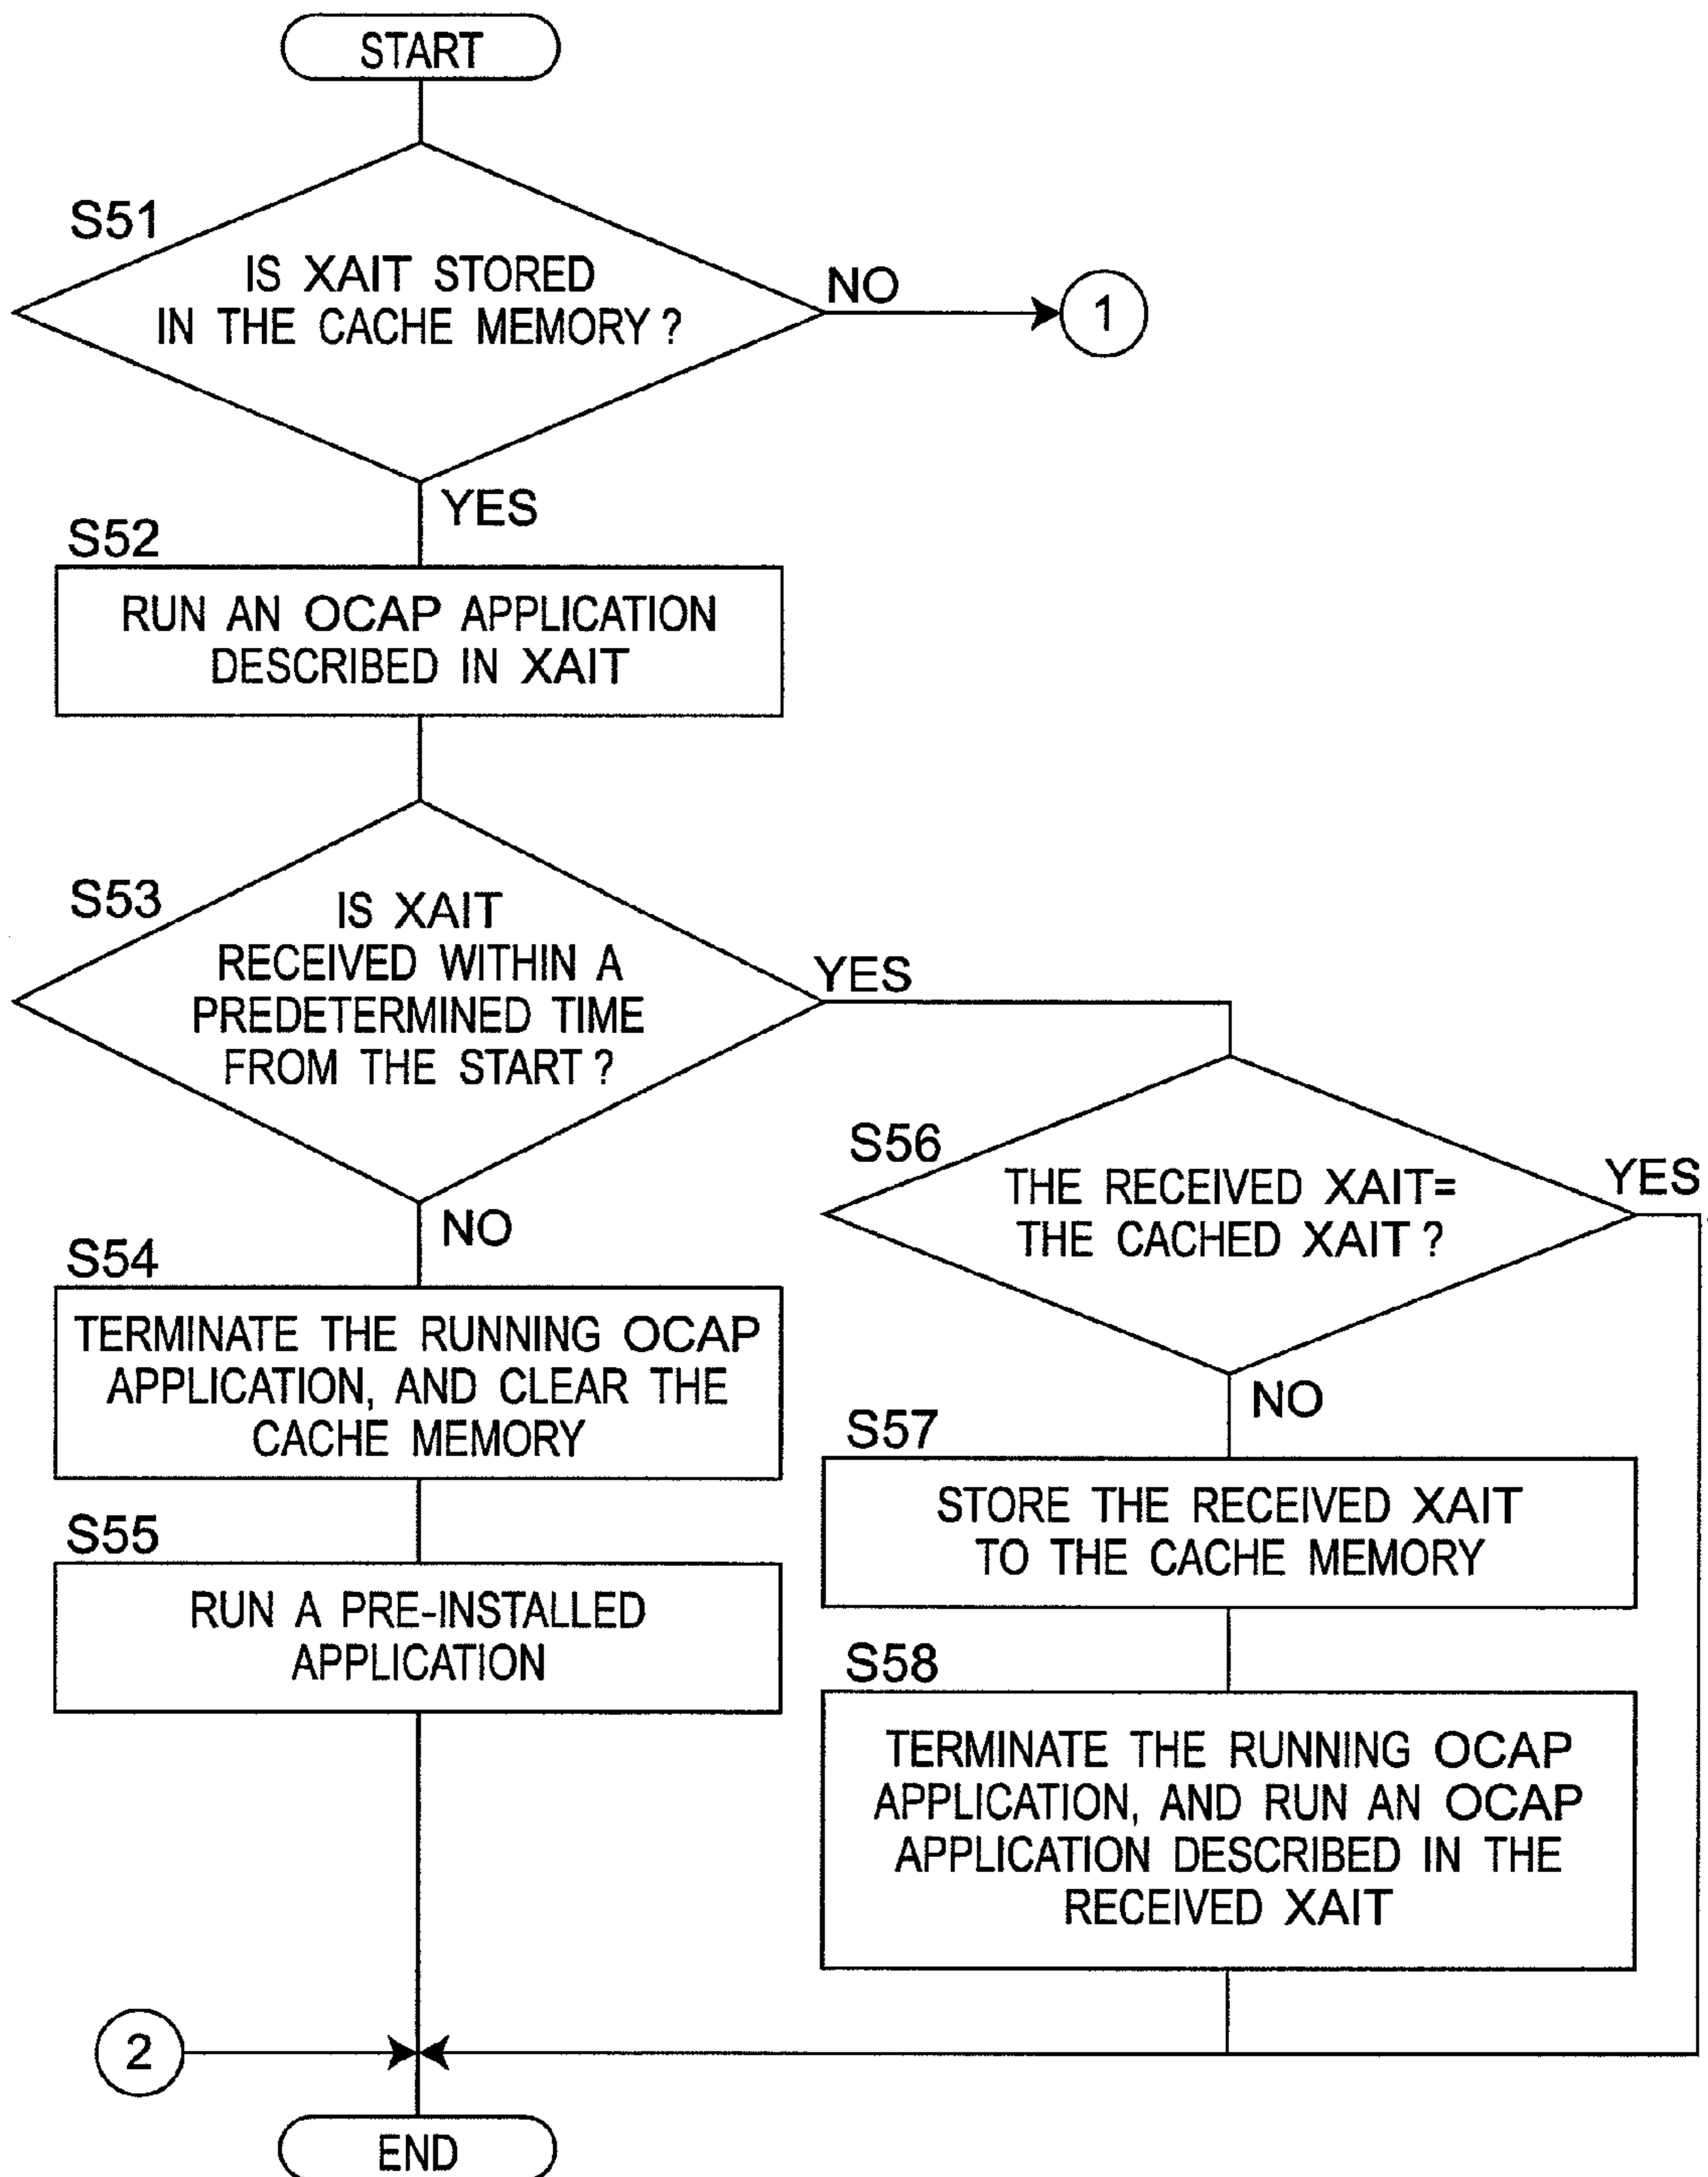 START
S51
IS XAIT STORED
IN THE CACHE MEMORY?
NO
1
YES
S52
RUN AN OCAP APPLICATION
DESCRIBED IN XAIT
S53
IS XAIT
RECEIVED WITHIN A
PREDETERMINED TIME
FROM THE START?
YES
NO
S54
TERMINATE THE RUNNING OCAP
APPLICATION, AND CLEAR THE
CACHE MEMORY
S55
RUN A PRE-INSTALLED
APPLICATION
S56
THE RECEIVED XAIT=
THE CACHED XAIT?
YES
NO
S57
STORE THE RECEIVED XAIT
TO THE CACHE MEMORY
S58
TERMINATE THE RUNNING OCAP
APPLICATION, AND RUN AN OCAP
APPLICATION DESCRIBED IN THE
RECEIVED XAIT
2
END